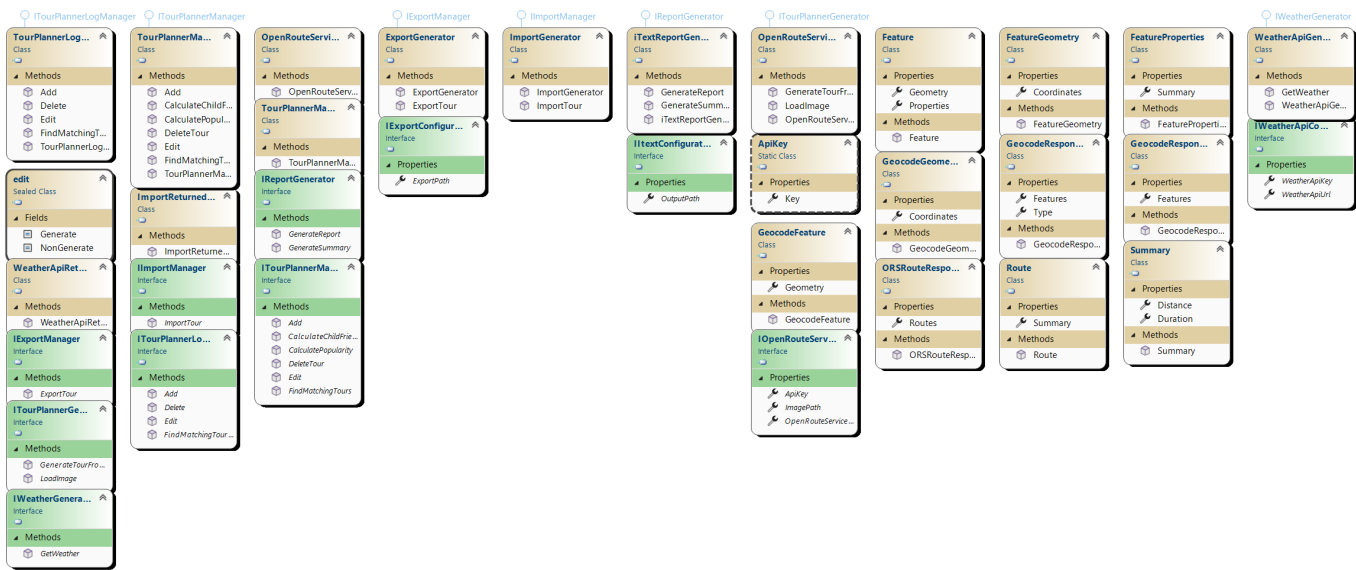 ITourPlannerLogManager
TourPlannerLog...
Class
Methods
Add
Delete
Edit
FindMatchingT...
TourPlannerLog...
edit
Sealed Class
Fields
Generate
NonGenerate
WeatherApiRet...
Class
Methods
WeatherApiRet...
IExportManager
Interface
Methods
ExportTour
ITourPlannerGe...
Interface
Methods
GenerateTourFro...
LoadImage
IWeatherGenera...
Interface
Methods
GetWeather
ITourPlannerManager
TourPlannerMa...
Class
Methods
Add
CalculateChildF...
CalculatePopul...
DeleteTour
Edit
FindMatchingT...
TourPlannerMa...
ImportReturned...
Class
Methods
ImportReturne...
IImportManager
Interface
Methods
ImportTour
ITourPlannerLo...
Interface
Methods
Add
Delete
Edit
FindMatchingTour...
OpenRouteServi...
Class
Methods
OpenRouteServ...
TourPlannerMa...
Class
Methods
TourPlannerMa...
IReportGenerator
Interface
Methods
GenerateReport
GenerateSummary
ITourPlannerMa...
Interface
Methods
Add
CalculateChildFrie...
CalculatePopularity
DeleteTour
Edit
FindMatchingTours
IExportManager
ExportGenerator
Class
Methods
ExportGenerator
ExportTour
IExportConfigur...
Interface
Properties
ExportPath
IImportManager
ImportGenerator
Class
Methods
ImportGenerator
ImportTour
IReportGenerator
iTextReportGen...
Class
Methods
GenerateReport
GenerateSumm...
iTextReportGen...
IItextConfigurat...
Interface
Properties
OutputPath
ITourPlannerGenerator
OpenRouteServi...
Class
Methods
GenerateTourFr...
LoadImage
OpenRouteServ...
ApiKey
Static Class
Properties
Key
GeocodeFeature
Class
Properties
Geometry
Methods
GeocodeFeature
IOpenRouteServ...
Interface
Properties
ApiKey
ImagePath
OpenRouteService...
Feature
Class
Properties
Geometry
Properties
Methods
Feature
GeocodeGeome...
Class
Properties
Coordinates
Methods
GeocodeGeom...
ORSRouteRespo...
Class
Properties
Routes
Methods
ORSRouteResp...
FeatureGeometry
Class
Properties
Coordinates
Methods
FeatureGeometry
GeocodeRespon...
Class
Properties
Features
Type
Methods
GeocodeRespo...
Route
Class
Properties
Summary
Methods
Route
FeatureProperties
Class
Properties
Summary
Methods
FeatureProperti...
GeocodeRespon...
Class
Properties
Features
Methods
GeocodeRespo...
Summary
Class
Properties
Distance
Duration
Methods
Summary
IWeatherGenerator
WeatherApiGen...
Class
Methods
GetWeather
WeatherApiGe...
IWeatherApiCo...
Interface
Properties
WeatherApiKey
WeatherApiUrl